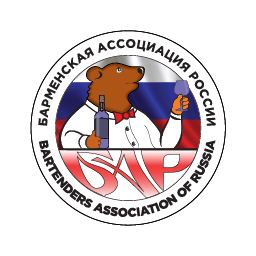 БАРМЕНСКАЯ АССОЦИАЦИЯ РОССИИ
БАР
BARTENDERS ASSOCIATION OF RUSSIA